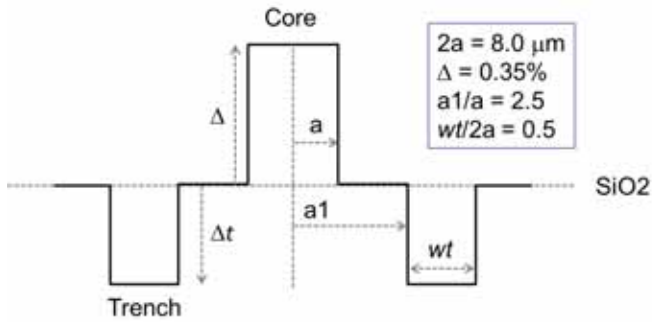 Core
2a = 8.0 μm
Δ = 0.35%
a1/a = 2.5
wt/2a = 0.5
Δ
a
SiO2
a1
Δt
wt
Trench